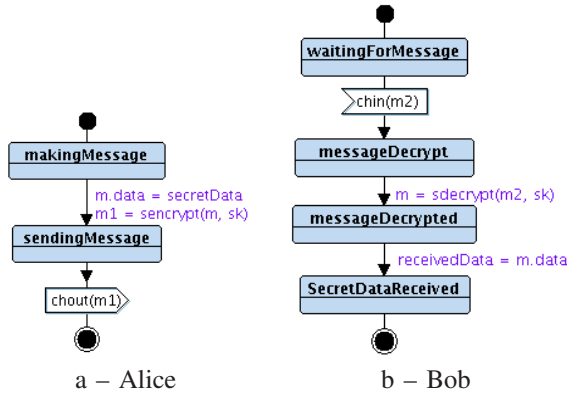 makingMessage
m.data = secretData
m1 = sencrypt(m, sk)
sendingMessage
chout(m1)
a – Alice
waitingForMessage
chin(m2)
messageDecrypt
m = sdecrypt(m2, sk)
messageDecrypted
receivedData = m.data
SecretDataReceived
b – Bob